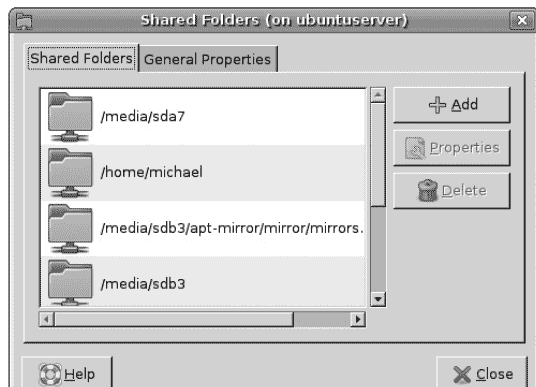 Shared Folders (on ubuntuserver)
Shared Folders
General Properties
/media/sda7
/home/michael
/media/sdb3/apt-mirror/mirror/mirrors.
/media/sdb3
Add
Properties
Delete
Help
Close